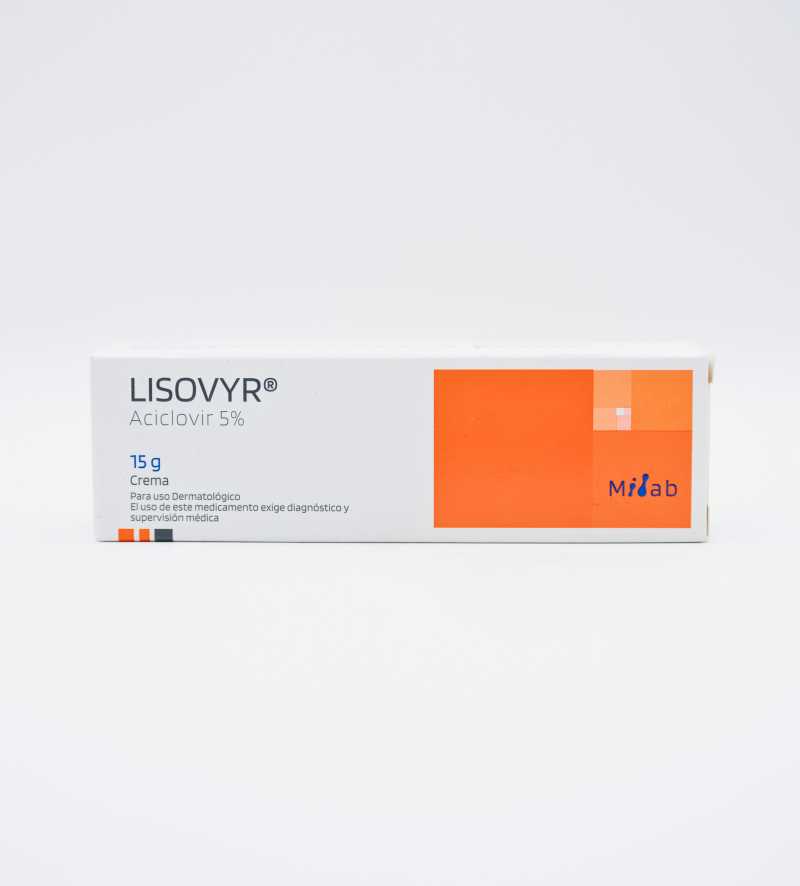 LISOVYR®
Aciclovir 5%
15 g
Crema
Para uso Dermatológico
El uso de este medicamento exige diagnóstico y
supervisión médica
Milab